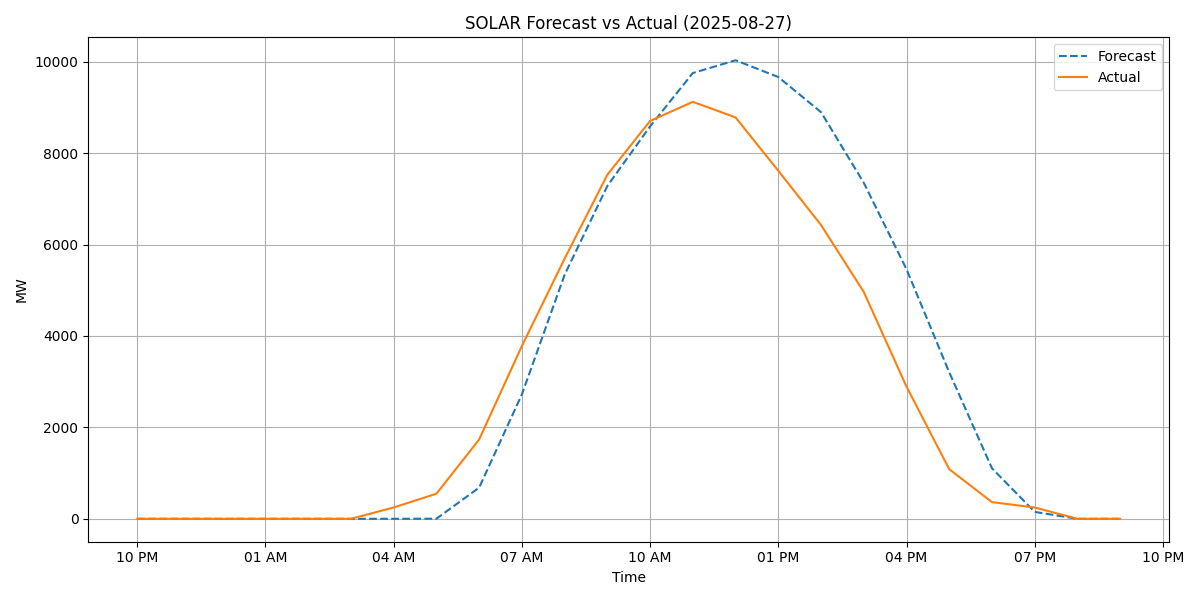 SOLAR Forecast vs Actual (2025-08-27)
Forecast
Actual
10000
8000
6000
4000
2000
0
MW
10 PM 01 AM 04 AM 07 AM 10 AM 01 PM 04 PM 07 PM 10 PM
Time